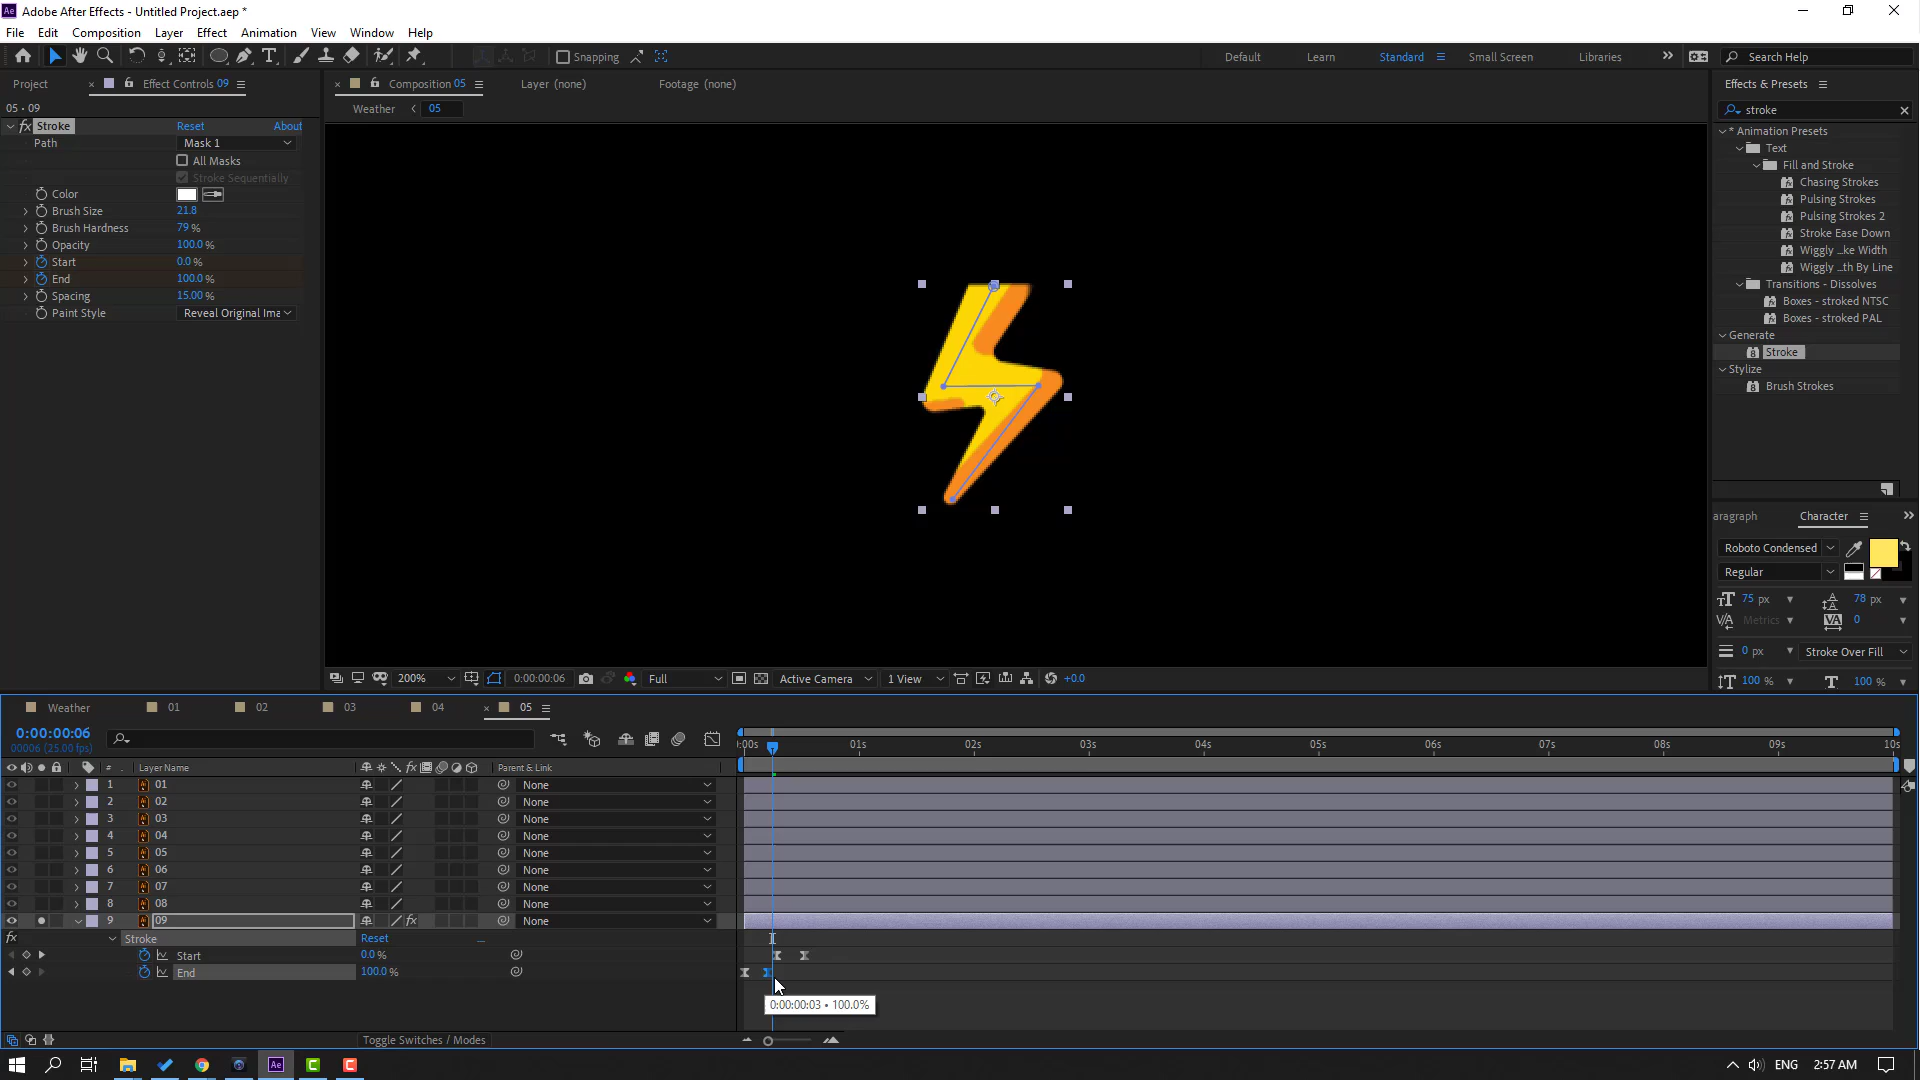 Adobe After Effects - Untitled Project.aep *
File Edit Composition Layer Effect Animation View Window Help
Snapping
Default Learn Standard Small Screen Libraries Search Help
Project Effect Controls 09
05 • 09
fx Stroke Reset About
Path Mask 1
All Masks
Stroke Sequentially
Color
Brush Size 21.8
Brush Hardness 79 %
Opacity 100.0 %
Start 0.0 %
End 100.0 %
Spacing 15.00 %
Paint Style Reveal Original Ima
Composition 05 Layer (none) Footage (none)
Weather 05
200% 0:00:00:06 Full Active Camera 1 View +0.0
Effects & Presets
stroke
* Animation Presets
Text
Fill and Stroke
Chasing Strokes
Pulsing Strokes
Pulsing Strokes 2
Stroke Ease Down
Wiggly ...ke Width
Wiggly ...th By Line
Transitions - Dissolves
Boxes - stroked NTSC
Boxes - stroked PAL
Generate
Stroke
Stylize
Brush Strokes
aragraph Character
Roboto Condensed
Regular
75 px 78 px
Metrics 0
0 px Stroke Over Fill
100 % 100 %
Weather 01 02 03 04 05
0:00:00:06
00006 (25.00 fps)
:00s 01s 02s 03s 04s 05s 06s 07s 08s 09s 10s
# Layer Name Parent & Link
1 01 None
2 02 None
3 03 None
4 04 None
5 05 None
6 06 None
7 07 None
8 08 None
9 09 fx None
fx Stroke Reset ...
Start 0.0 %
End 100.0 %
0:00:00:03 • 100.0%
Toggle Switches / Modes
Ae ENG 2:57 AM